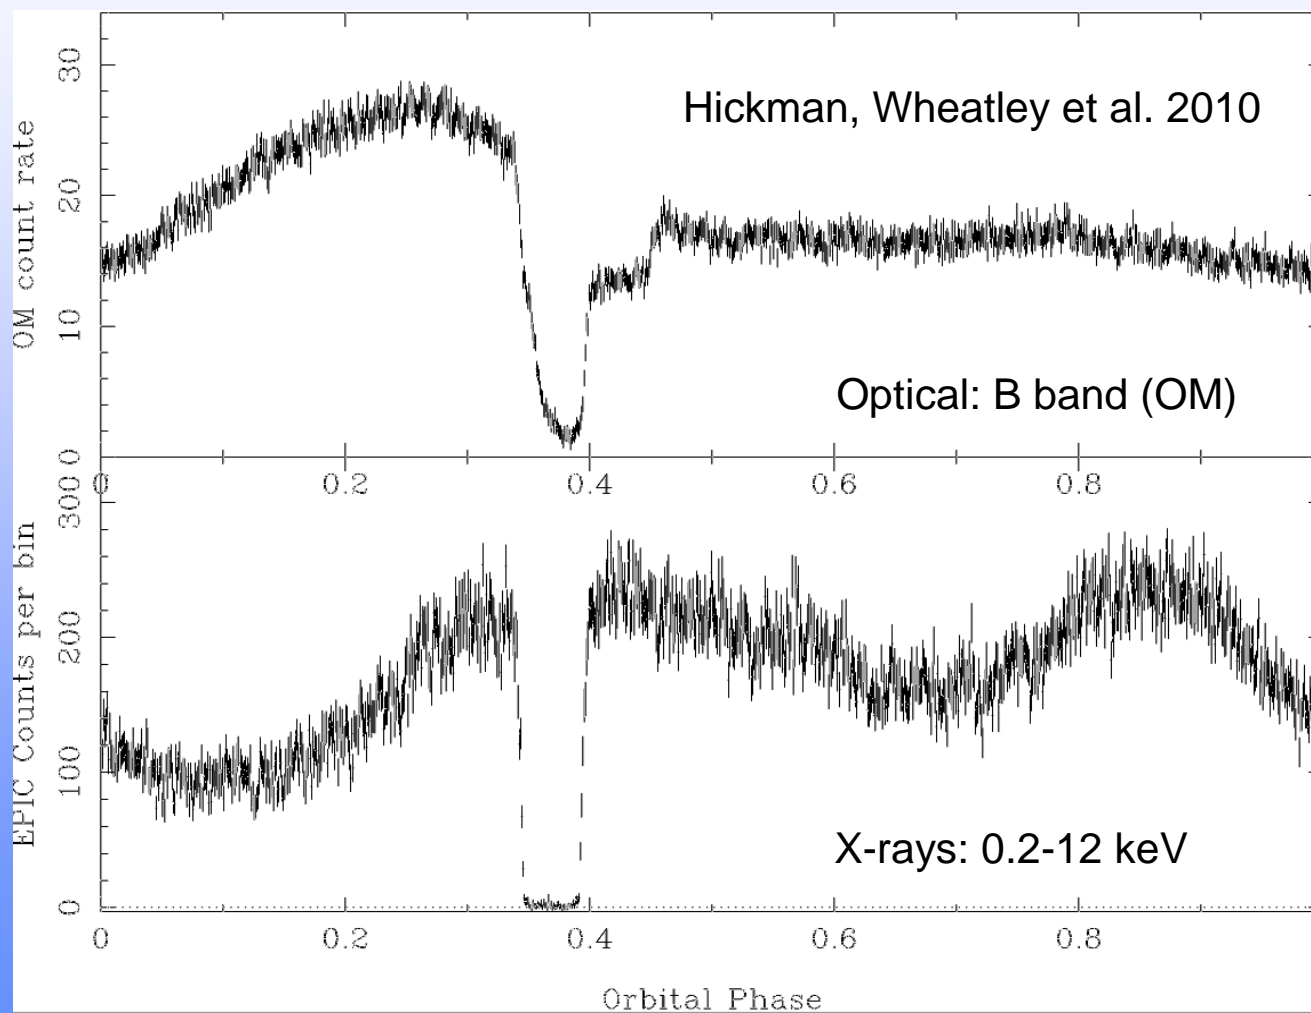 30
Hickman, Wheatley et al. 2010
20
OM count rate
10
Optical: B band (OM)
0
0 0.2 0.4 0.6 0.8
300
200
EPIC Counts per bin
100
X-rays: 0.2-12 keV
0
0 0.2 0.4 0.6 0.8
Orbital Phase